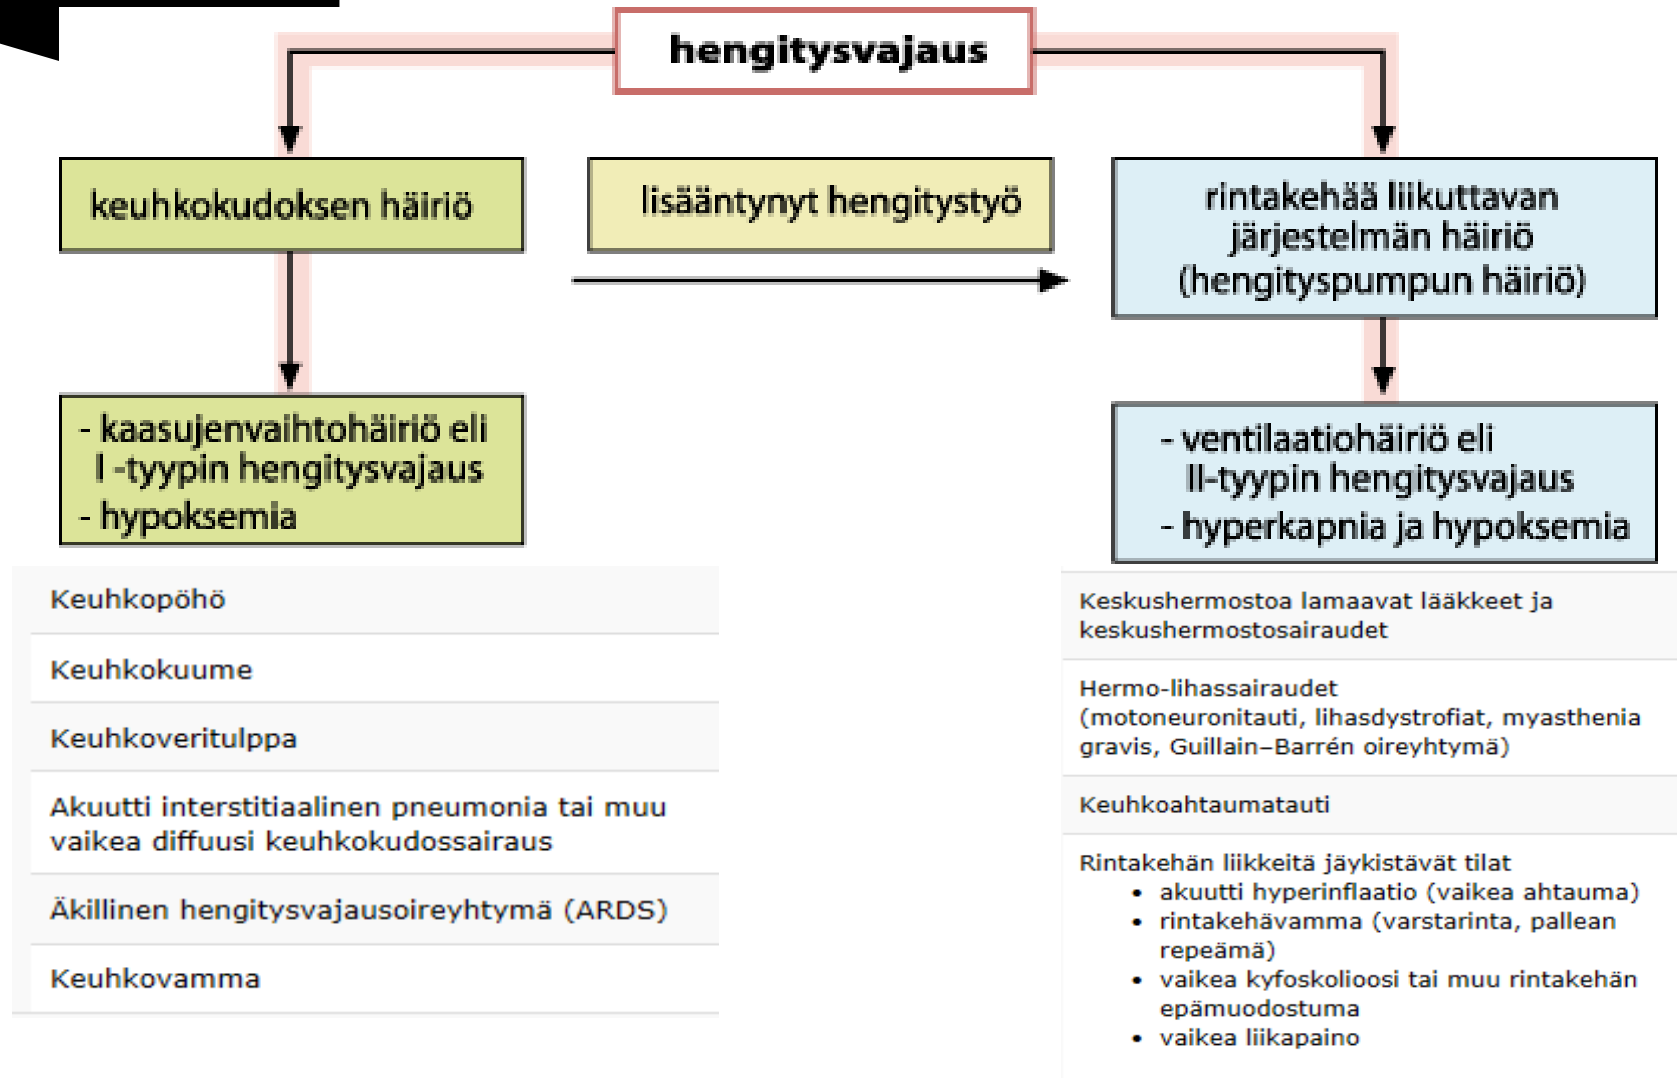 hengitysvajaus
keuhkokudoksen häiriö
lisääntynyt hengitystyö
rintakehää liikuttavan
järjestelmän häiriö
(hengityspumpun häiriö)
- kaasujenvaihtohäiriö eli
I -tyypin hengitysvajaus
- hypoksemia
- ventilaatiohäiriö eli
II-tyypin hengitysvajaus
- hyperkapnia ja hypoksemia
Keuhkopöhö
Keuhkokuume
Keuhkoveritulppa
Akuutti interstitiaalinen pneumonia tai muu
vaikea diffuusi keuhkokudossairaus
Äkillinen hengitysvajausoireyhtymä (ARDS)
Keuhkovamma
Keskushermostoa lamaavat lääkkeet ja
keskushermostosairaudet
Hermo-lihassairaudet
(motoneuronitauti, lihasdystrofiat, myasthenia
gravis, Guillain–Barrén oireyhtymä)
Keuhkoahtaumatauti
Rintakehän liikkeitä jäykistävät tilat
• akuutti hyperinflaatio (vaikea ahtauma)
• rintakehävamma (varstarinta, pallean
repeämä)
• vaikea kyfoskolioosi tai muu rintakehän
epämuodostuma
• vaikea liikapaino